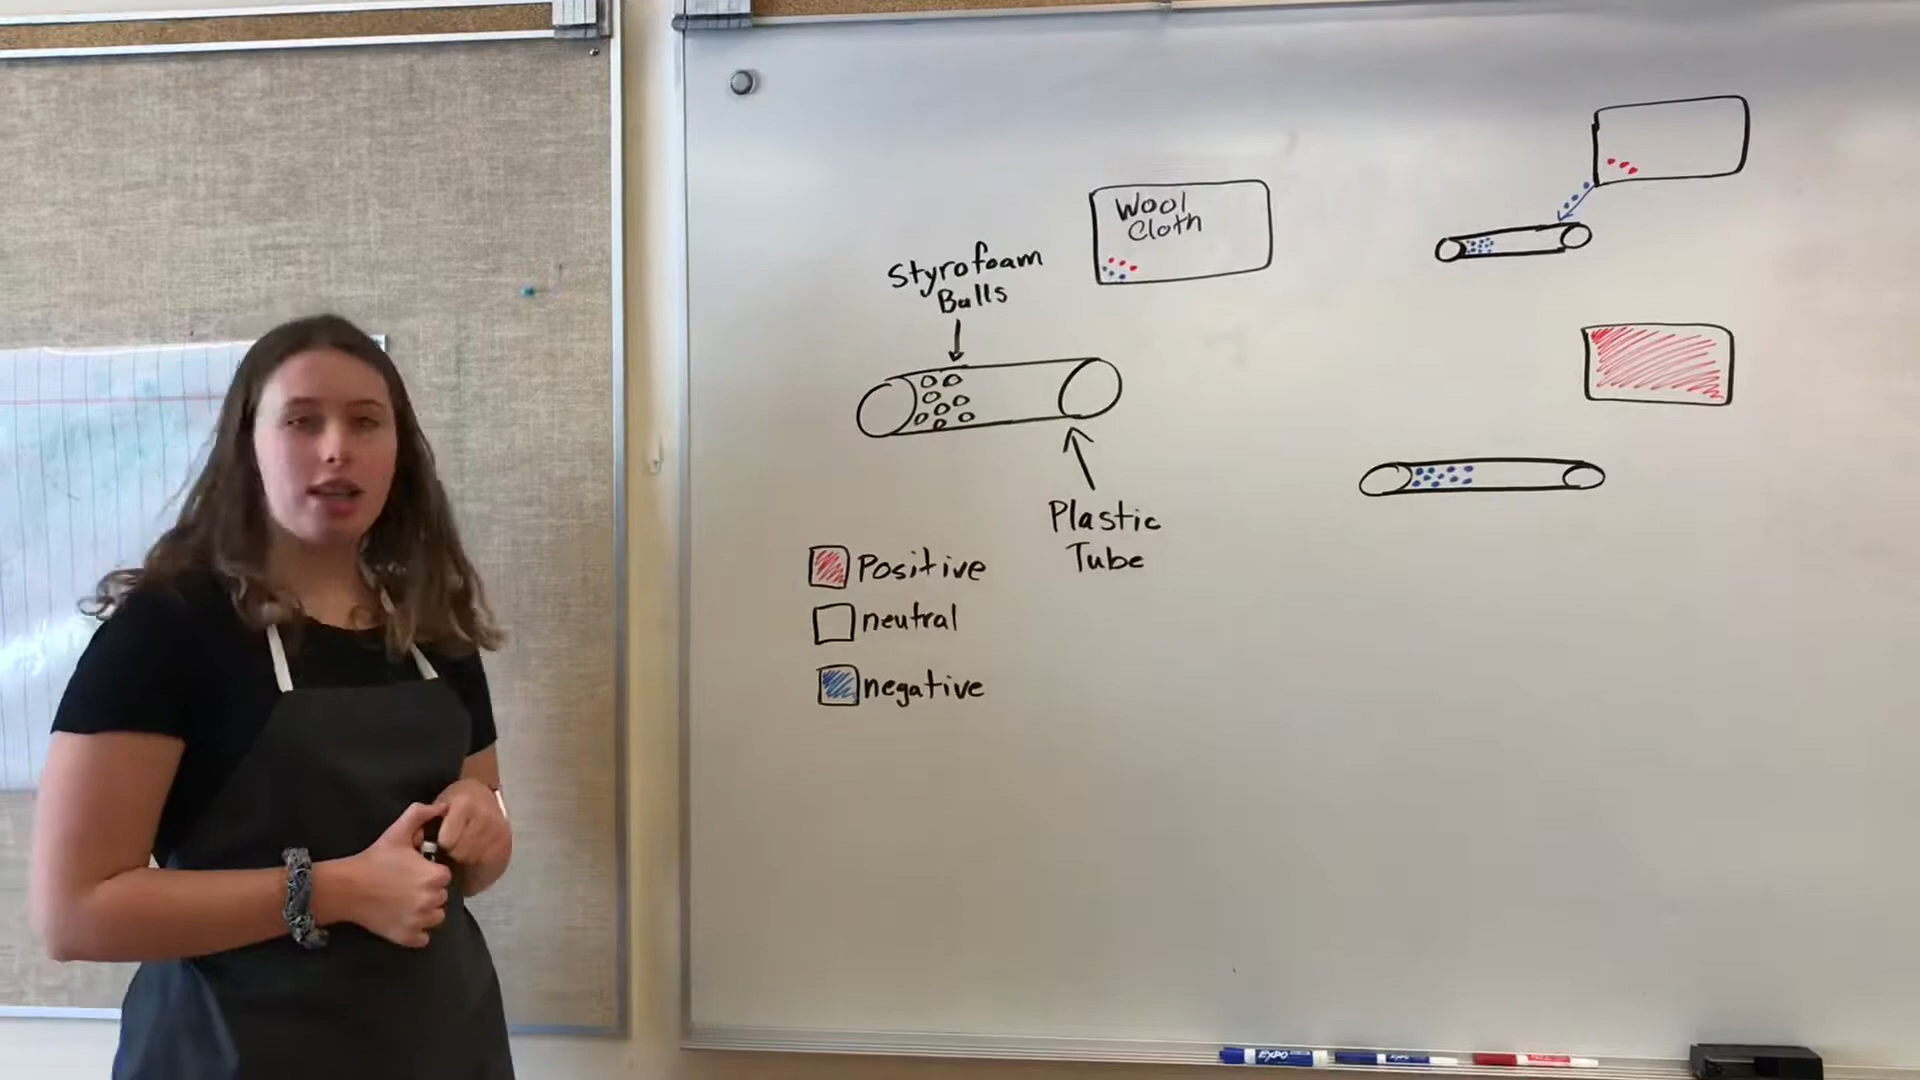 Wool
Cloth
Styrofoam
Balls
Plastic
Tube
Positive
neutral
negative
EXPO